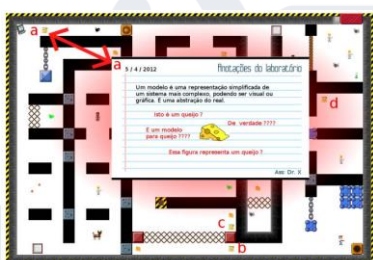 a
a
5 / 4 / 2012
Anotações do laboratório
Um modelo é uma representação simplificada de
um sistema mais complexo, podendo ser visual ou
gráfica. É uma abstração do real.
Isto é um queijo ?
De verdade ????
É um modelo
para queijo ????
Essa figura representa um queijo ?
Ass: Dr. X
d
c
b